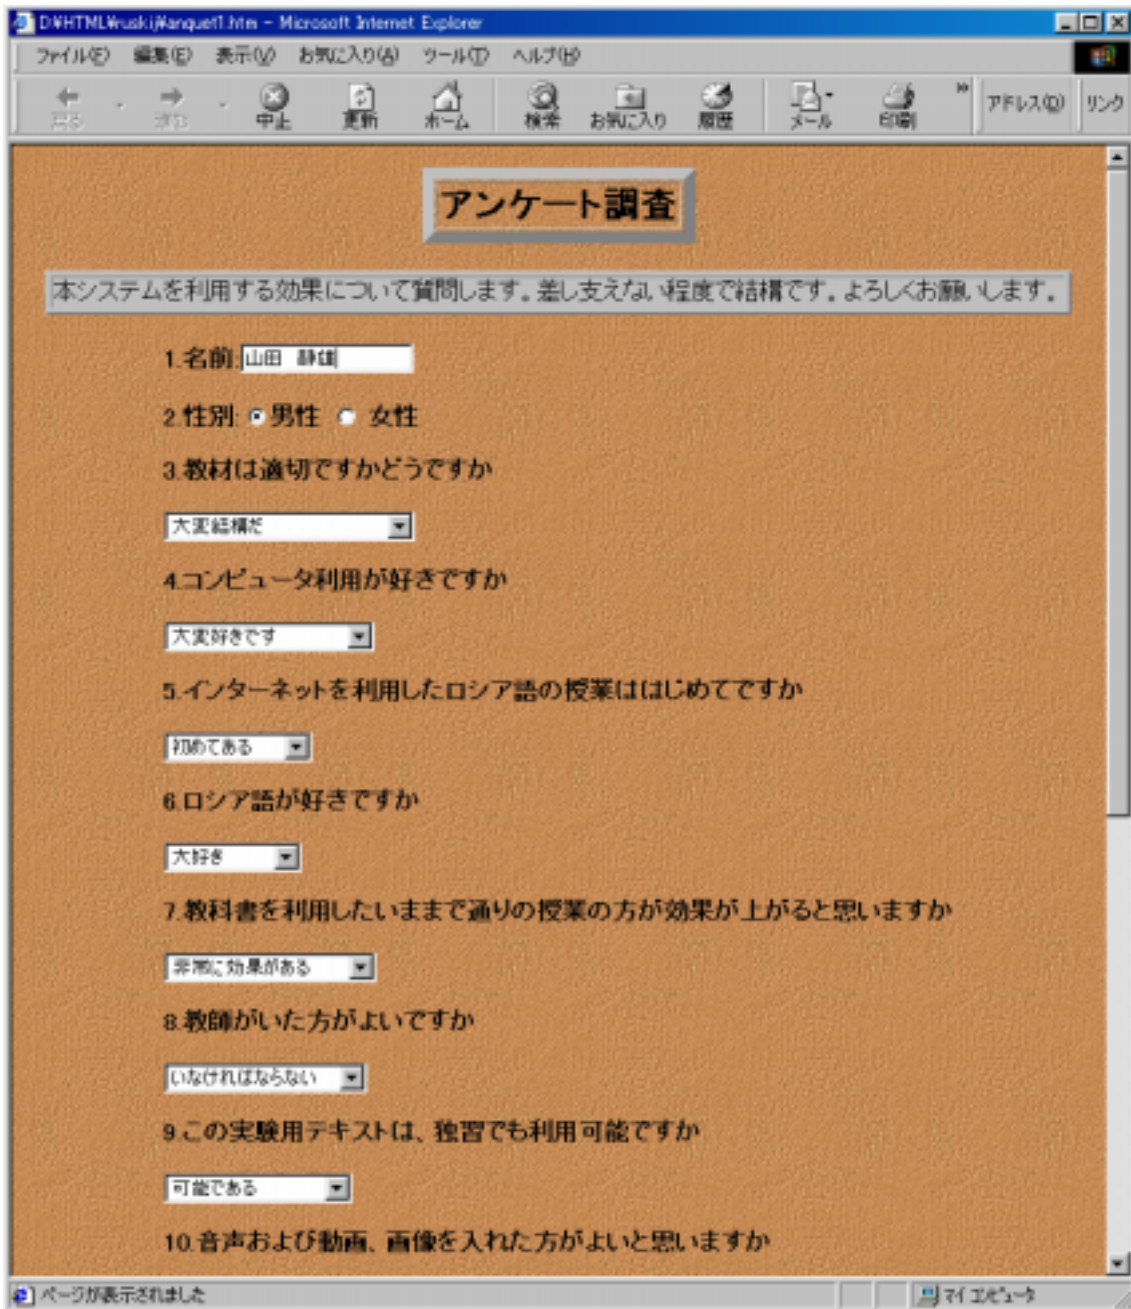 D:¥HTML¥ruskij¥anquet1.htm - Microsoft Internet Explorer
ファイル(F) 編集(E) 表示(V) お気に入り(A) ツール(T) ヘルプ(H)
戻る 中止 更新 ホーム 検索 お気に入り 履歴 メール 印刷 » アドレス(D) リンク
アンケート調査
本システムを利用する効果について質問します。差し支えない程度で結構です。よろしくお願いします。
1.名前:山田 静雄
2.性別: 男性 女性
3.教材は適切ですかどうですか
大変結構だ
4.コンピュータ利用が好きですか
大変好きです
5.インターネットを利用したロシア語の授業ははじめてですか
初めてある
6.ロシア語が好きですか
大好き
7.教科書を利用したいままで通りの授業の方が効果が上がると思いますか
非常に効果がある
8.教師がいた方がよいですか
いなければならない
9.この実験用テキストは、独習でも利用可能ですか
可能である
10.音声および動画、画像を入れた方がよいと思いますか
ページが表示されました
マイ コンピュータ